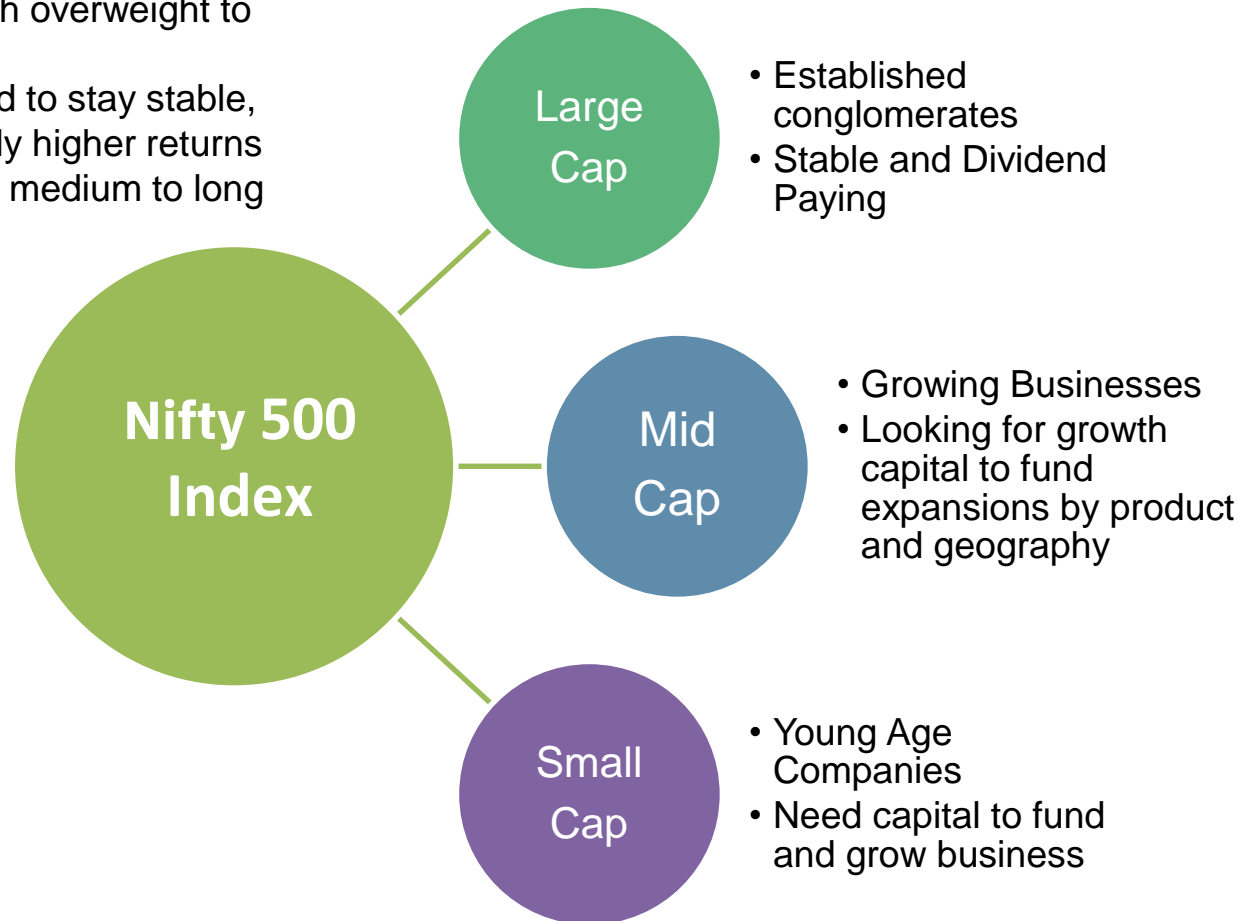 h overweight to
d to stay stable,
ly higher returns
medium to long
Large
Cap
• Established
conglomerates
• Stable and Dividend
Paying
Nifty 500
Index
Mid
Cap
• Growing Businesses
• Looking for growth
capital to fund
expansions by product
and geography
Small
Cap
• Young Age
Companies
• Need capital to fund
and grow business